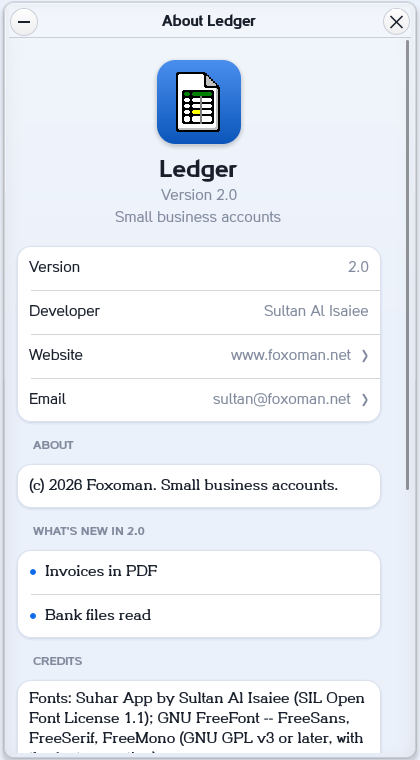 About Ledger
Ledger
Version 2.0
Small business accounts
Version 2.0
Developer Sultan Al Isaiee
Website www.foxoman.net ❯
Email sultan@foxoman.net ❯
ABOUT
(c) 2026 Foxoman. Small business accounts.
WHAT'S NEW IN 2.0
• Invoices in PDF
• Bank files read
CREDITS
Fonts: Suhar App by Sultan Al Isaiee (SIL Open
Font License 1.1); GNU FreeFont -- FreeSans,
FreeSerif, FreeMono (GNU GPL v3 or later, with